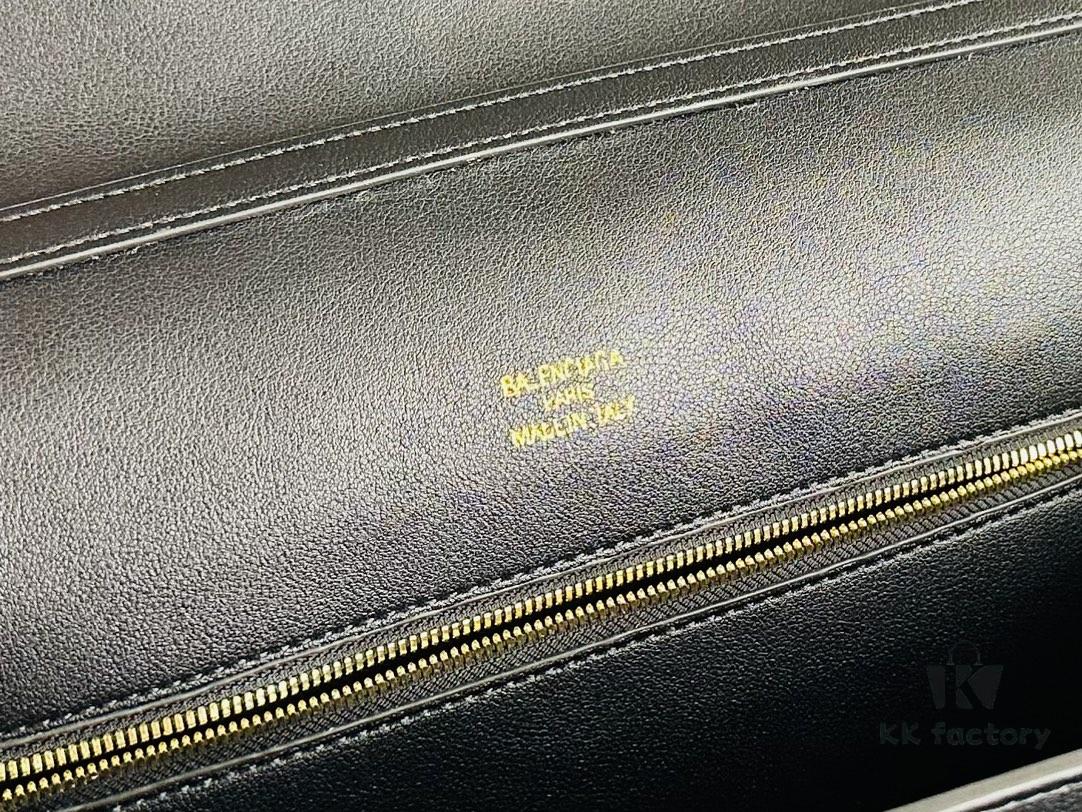 BALENCIAGA
PARIS
MADE IN ITALY
KK factory